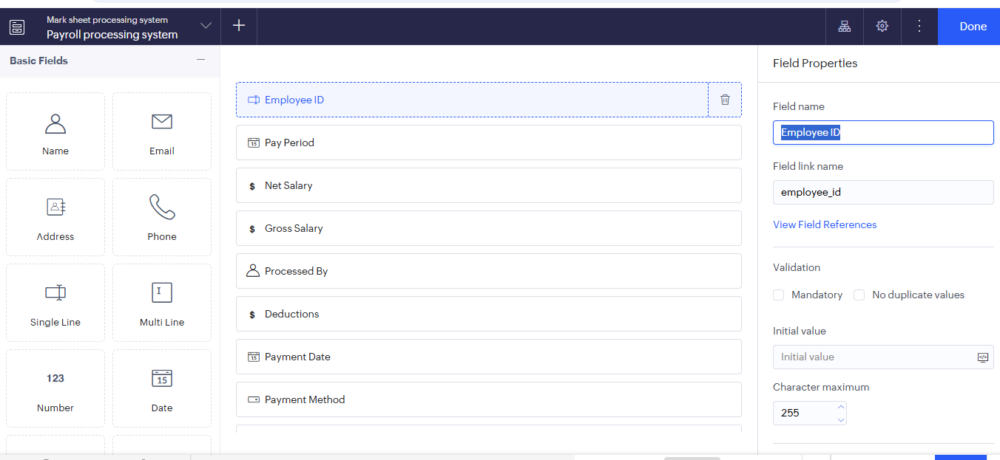 Mark sheet processing system
Payroll processing system
Done
Basic Fields
Name
Email
Address
Phone
Single Line
Multi Line
I
123
Number
15
Date
Employee ID
15
Pay Period
$ Net Salary
$ Gross Salary
Processed By
$ Deductions
15
Payment Date
Payment Method
Field Properties
Field name
Employee ID
Field link name
employee_id
View Field References
Validation
Mandatory
No duplicate values
Initial value
Initial value
</>
Character maximum
255